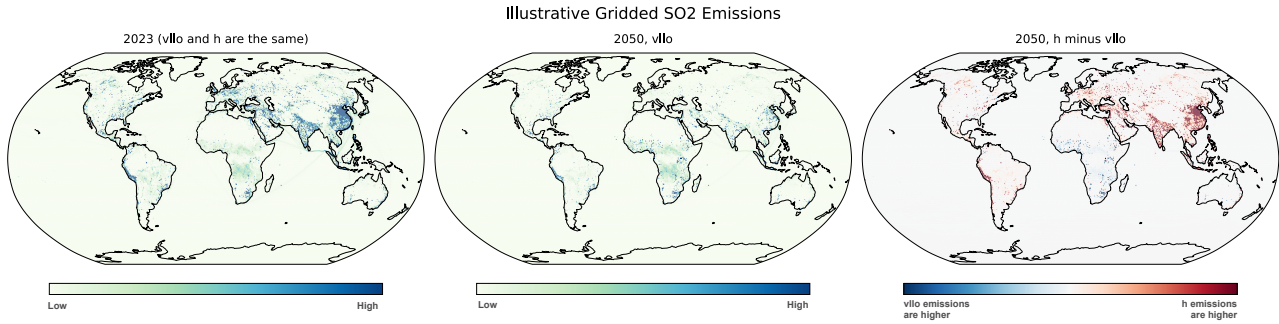 Illustrative Gridded SO2 Emissions
2023 (vllo and h are the same)
2050, vllo
2050, h minus vllo
Low
High
Low
High
vllo emissions
are higher
h emissions
are higher